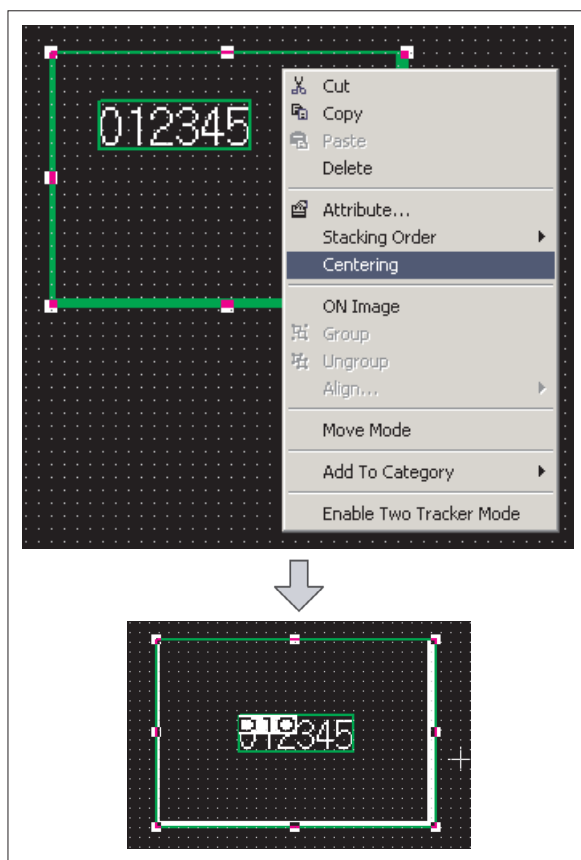 012345
Cut
Copy
Paste
Delete
Attribute...
Stacking Order
Centering
ON Image
Group
Ungroup
Align...
Move Mode
Add To Category
Enable Two Tracker Mode
012345